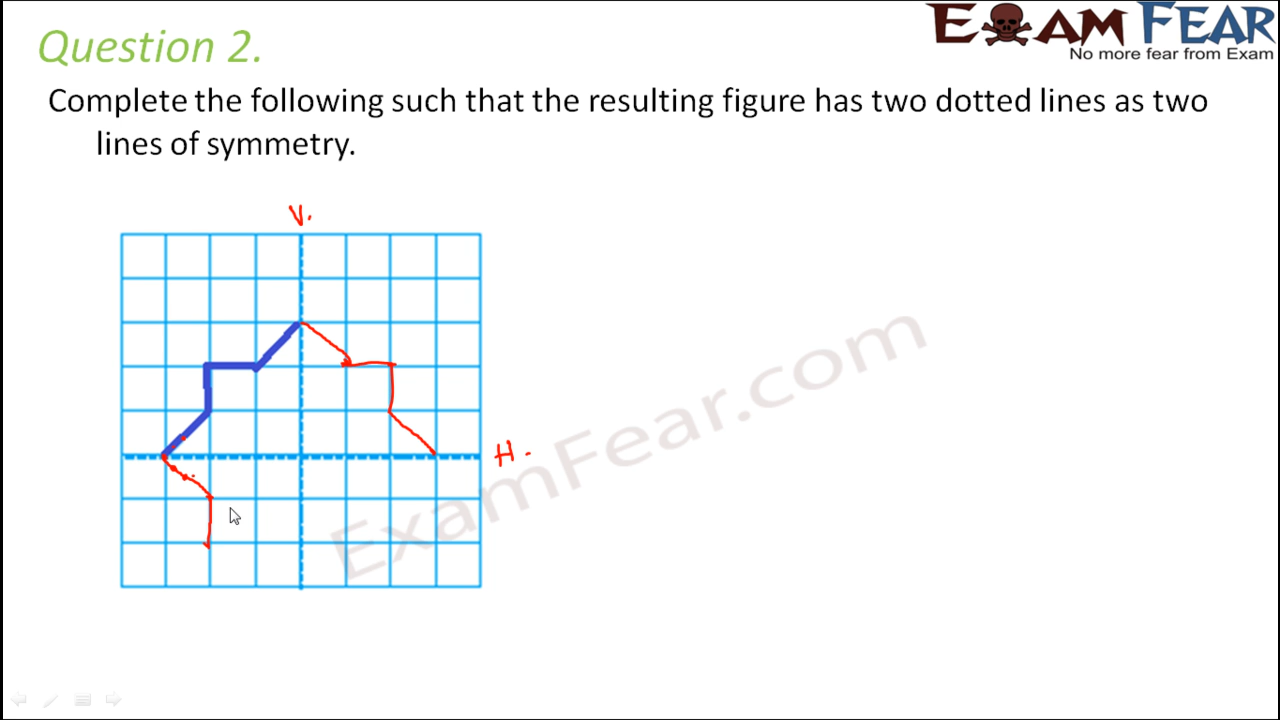 EXAM FEAR
No more fear from Exam
Question 2.
Complete the following such that the resulting figure has two dotted lines as two
lines of symmetry.
V.
H.
ExamFear.com